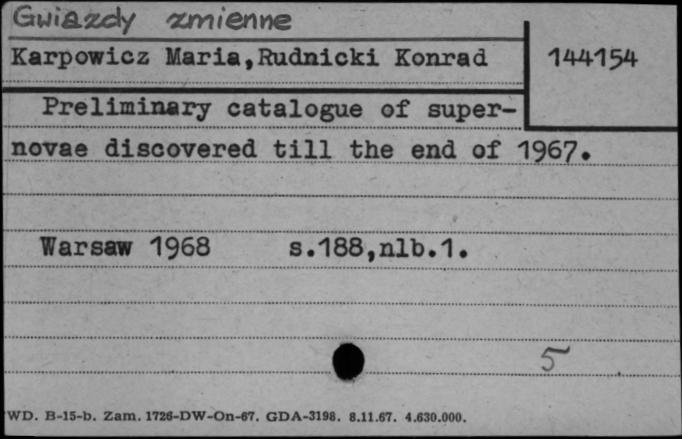 Gwiazdy zmienne
Karpowicz Maria,Rudnicki Konrad
144154
Preliminary catalogue of super-
novae discovered till the end of 1967.
Warsaw 1968 s.188,nlb.1.
5
WD. B-15-b. Zam. 1726-DW-On-67. GDA-3198. 8.11.67. 4.630.000.